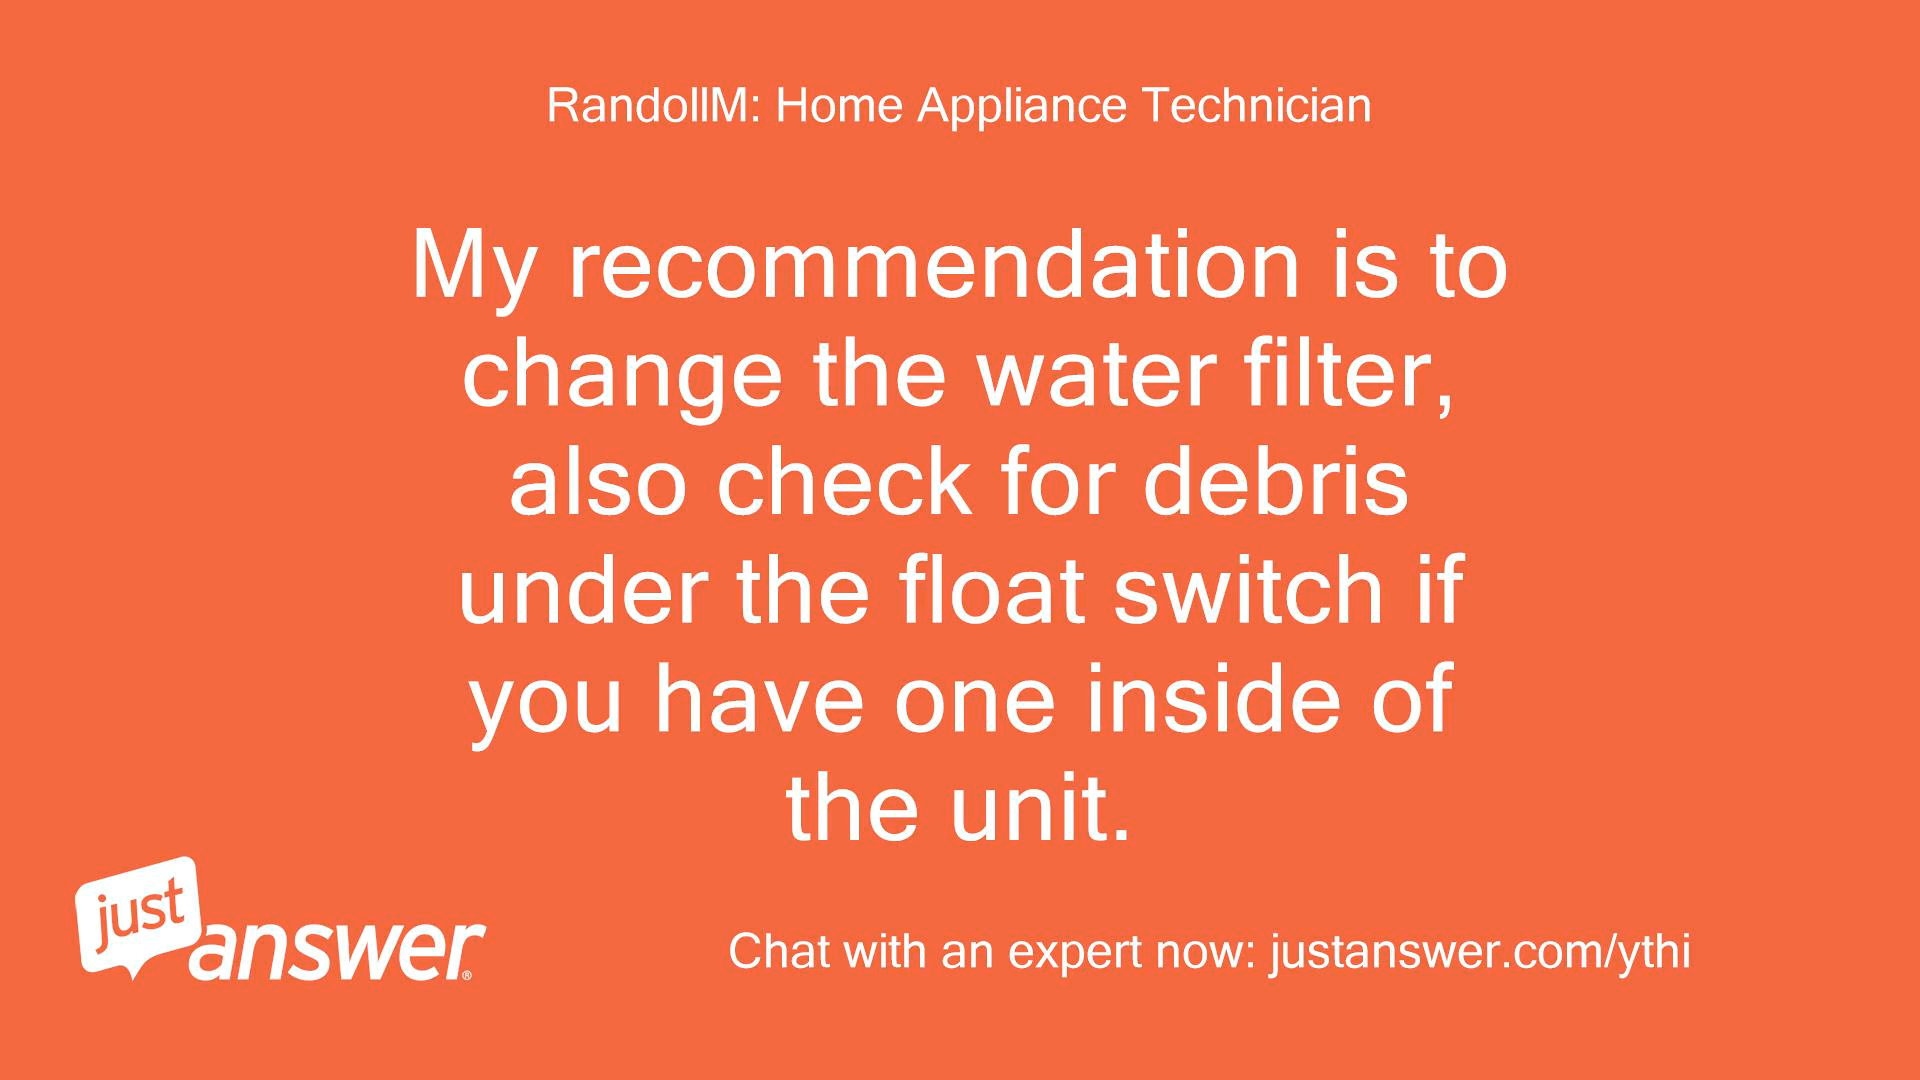 RandollM: Home Appliance Technician
My recommendation is to
change the water filter,
also check for debris
under the float switch if
you have one inside of
the unit.
just
answer®
Chat with an expert now: justanswer.com/ythi